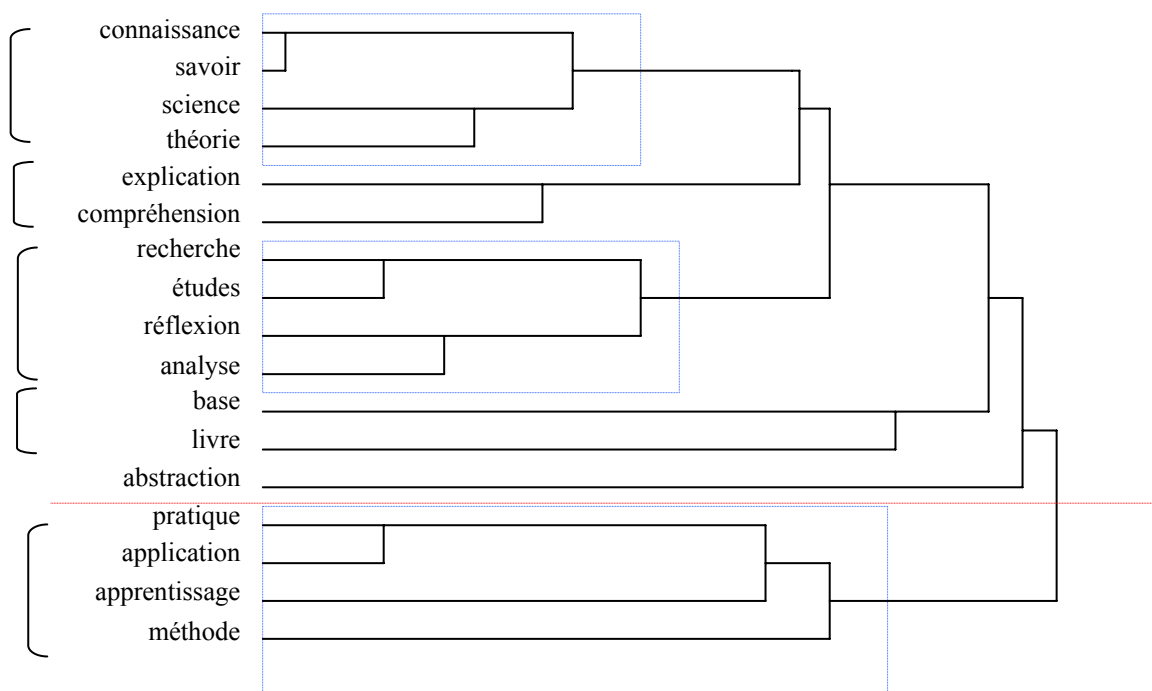 connaissance
savoir
science
théorie
explication
compréhension
recherche
études
réflexion
analyse
base
livre
abstraction
pratique
application
apprentissage
méthode